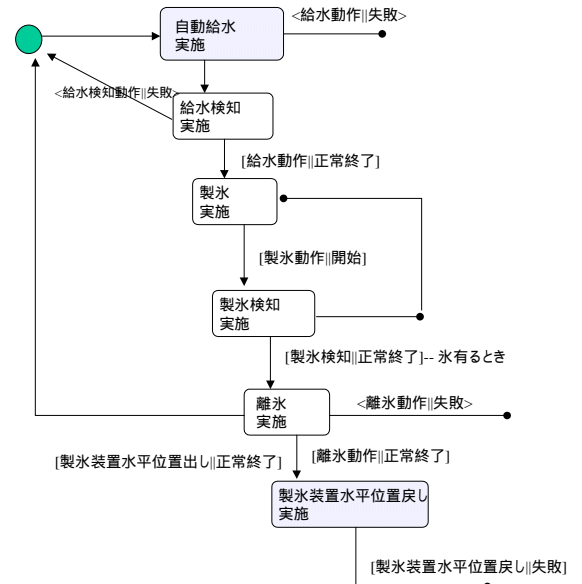 <給水動作||失敗>
自動給水
実施
<給水検知動作||失敗>
給水検知
実施
[給水動作||正常終了]
製氷
実施
[製氷動作||開始]
製氷検知
実施
[製氷検知||正常終了]-- 氷有るとき
離氷
実施
<離氷動作||失敗>
[製氷装置水平位置出し||正常終了]
[離氷動作||正常終了]
製氷装置水平位置戻し
実施
[製氷装置水平位置戻し||失敗]